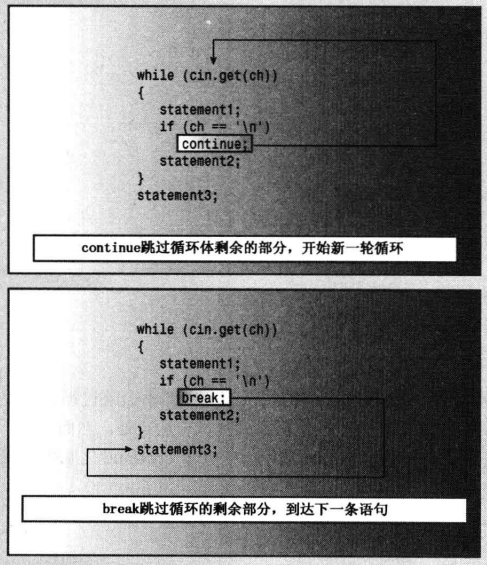 while (cin.get(ch))
{
statement1;
if (ch == '\n')
continue;
statement2;
}
statement3;
continue跳过循环体剩余的部分，开始新一轮循环
while (cin.get(ch))
{
statement1;
if (ch == '\n')
break;
statement2;
}
statement3;
break跳过循环的剩余部分，到达下一条语句